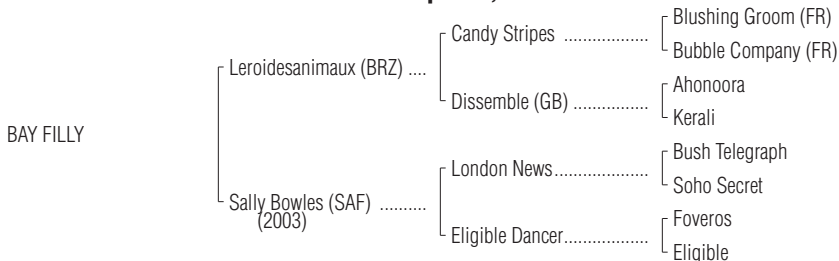 Blushing Groom (FR)
Candy Stripes ..................
Bubble Company (FR)
Leroidesanimaux (BRZ) ....
Ahonoora
Dissemble (GB) ................
Kerali
BAY FILLY
Bush Telegraph
London News....................
Soho Secret
Sally Bowles (SAF) ..........
(2003)
Foveros
Eligible Dancer..................
Eligible